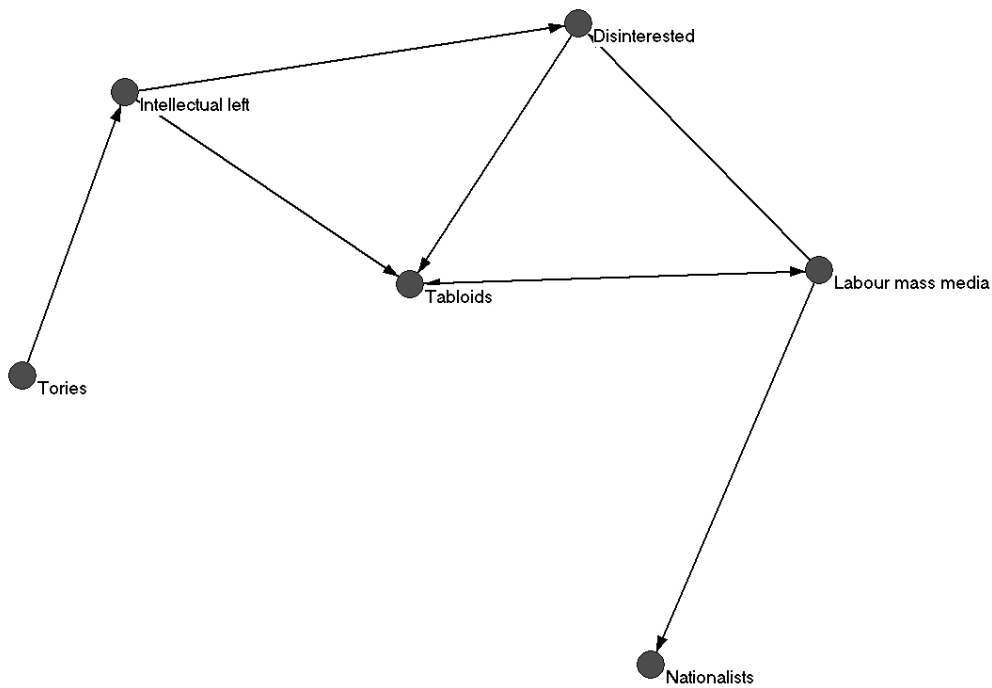 Disinterested
Intellectual left
Labour mass media
Tabloids
Tories
Nationalists